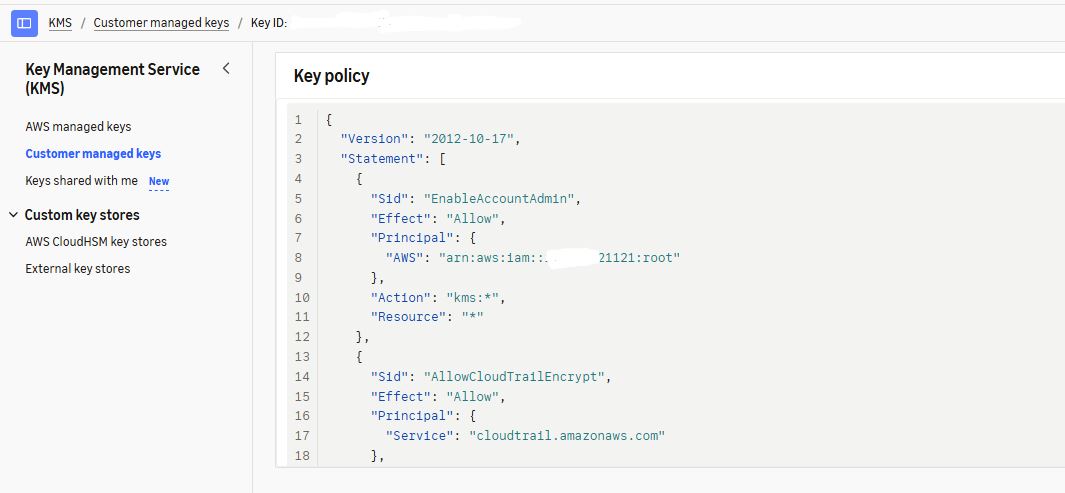 KMS / Customer managed keys / Key ID:
Key Management Service
(KMS)
AWS managed keys
Customer managed keys
Keys shared with me New
Custom key stores
AWS CloudHSM key stores
External key stores
Key policy
1 {
2 "Version": "2012-10-17",
3 "Statement": [
4 {
5 "Sid": "EnableAccountAdmin",
6 "Effect": "Allow",
7 "Principal": {
8 "AWS": "arn:aws:iam:: 21121:root"
9 },
10 "Action": "kms:*",
11 "Resource": "*"
12 },
13 {
14 "Sid": "AllowCloudTrailEncrypt",
15 "Effect": "Allow",
16 "Principal": {
17 "Service": "cloudtrail.amazonaws.com"
18 },